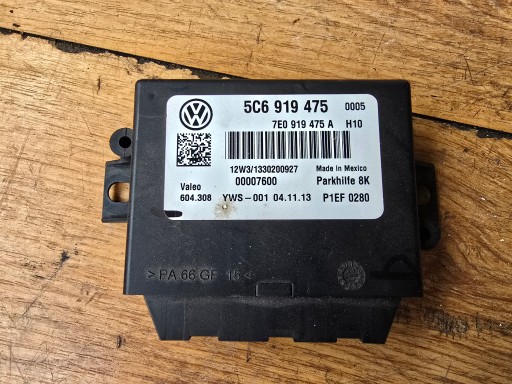 5C6 919 475 0005
7E0 919 475 A H10
12W3/1330200927 Made in Mexico
Valeo 00007600 Parkhilfe 8K
604.308 YWS-001 04.11.13 P1EF 0280
>PA 66 GF 15<